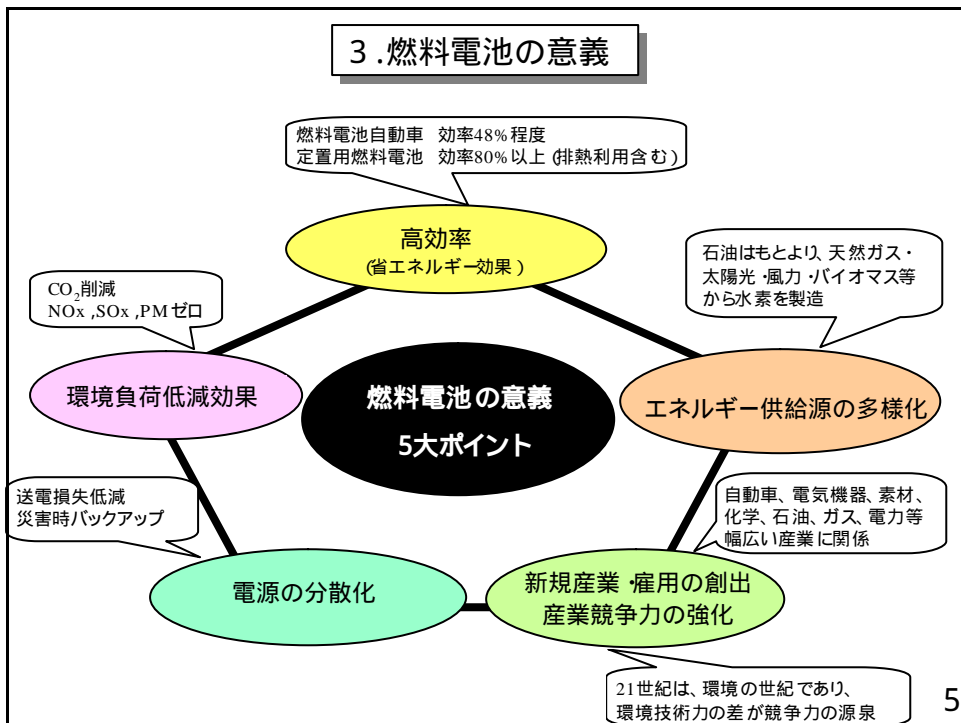 ３.燃料電池の意義
燃料電池自動車　効率48%程度
定置用燃料電池　効率80%以上(排熱利用含む)
高効率
(省エネルギー効果)
石油はもとより、天然ガス・
太陽光・風力・バイオマス等
から水素を製造
CO₂削減
NOx,SOx,PMゼロ
環境負荷低減効果
燃料電池の意義
5大ポイント
エネルギー供給源の多様化
送電損失低減
災害時バックアップ
自動車、電気機器、素材、
化学、石油、ガス、電力等
幅広い産業に関係
電源の分散化
新規産業・雇用の創出
産業競争力の強化
21世紀は、環境の世紀であり、
環境技術力の差が競争力の源泉
5